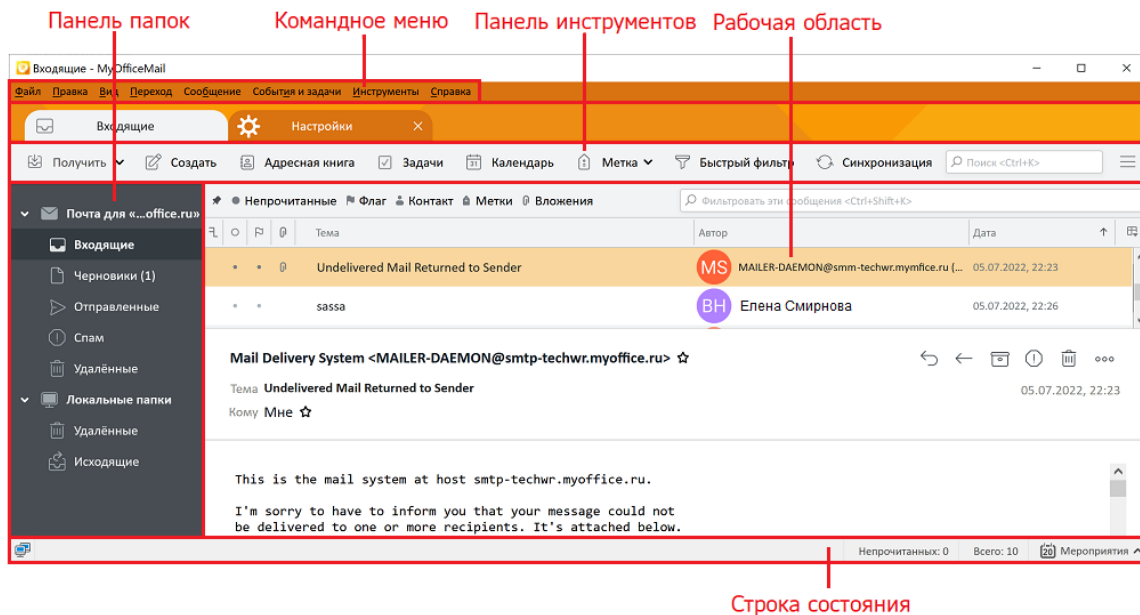 Панель папок Командное меню Панель инструментов Рабочая область
Входящие - MyOfficeMail
Файл Правка Вид Переход Сообщение События и задачи Инструменты Справка
Входящие Настройки
Получить Создать Адресная книга Задачи 31 Календарь Метка Быстрый фильтр Синхронизация Поиск <Ctrl+K>
Непрочитанные Флаг Контакт Метки Вложения Фильтровать эти сообщения <Ctrl+Shift+K>
Тема Автор Дата
Undelivered Mail Returned to Sender MS MAILER-DAEMON@smm-techwr.mymfice.ru (... 05.07.2022, 22:23
sassa ВН Елена Смирнова 05.07.2022, 22:26
Почта для «...office.ru»
Входящие
Черновики (1)
Отправленные
Спам
Удалённые
Локальные папки
Удалённые
Исходящие
Mail Delivery System <MAILER-DAEMON@smtp-techwr.myoffice.ru>
Тема Undelivered Mail Returned to Sender 05.07.2022, 22:23
Кому Мне
This is the mail system at host smtp-techwr.myoffice.ru.
I'm sorry to have to inform you that your message could not
be delivered to one or more recipients. It's attached below.
Непрочитанных: 0 Всего: 10 20 Мероприятия
Строка состояния